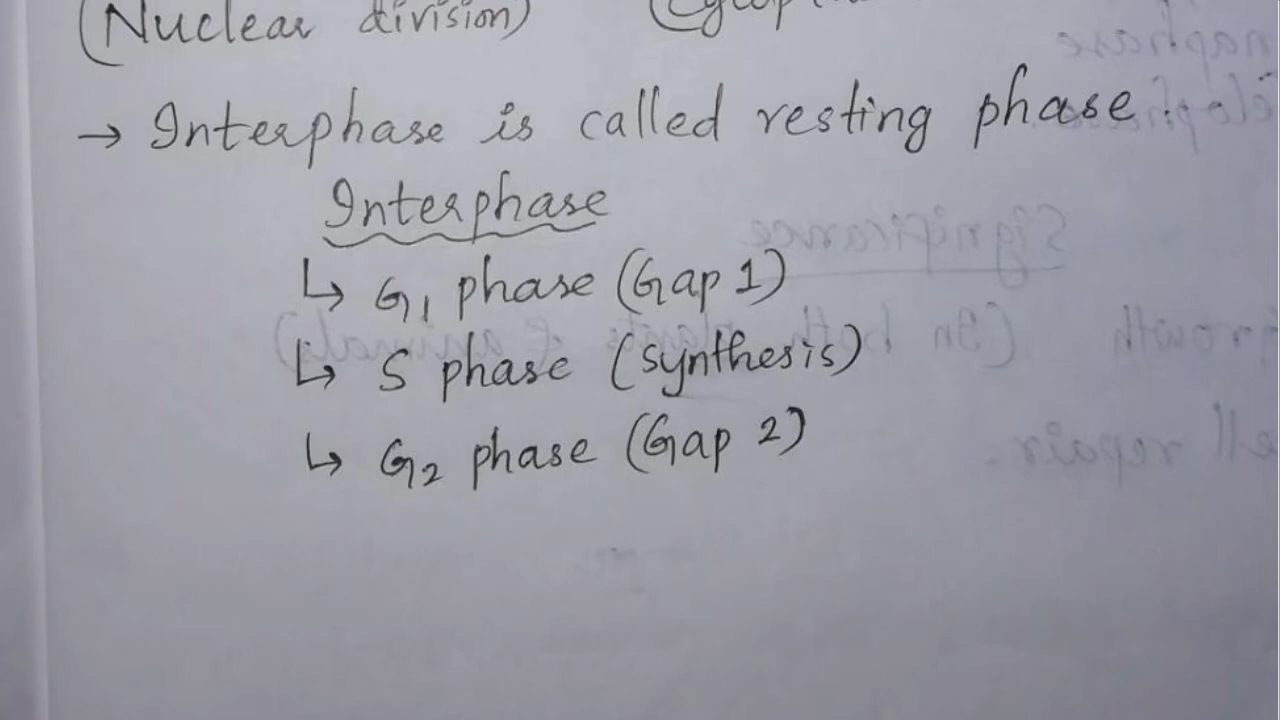 (Nuclear division)
→ Interphase is called resting phase.
Interphase
↳ G₁ phase (Gap 1)
↳ S phase (synthesis)
↳ G₂ phase (Gap 2)